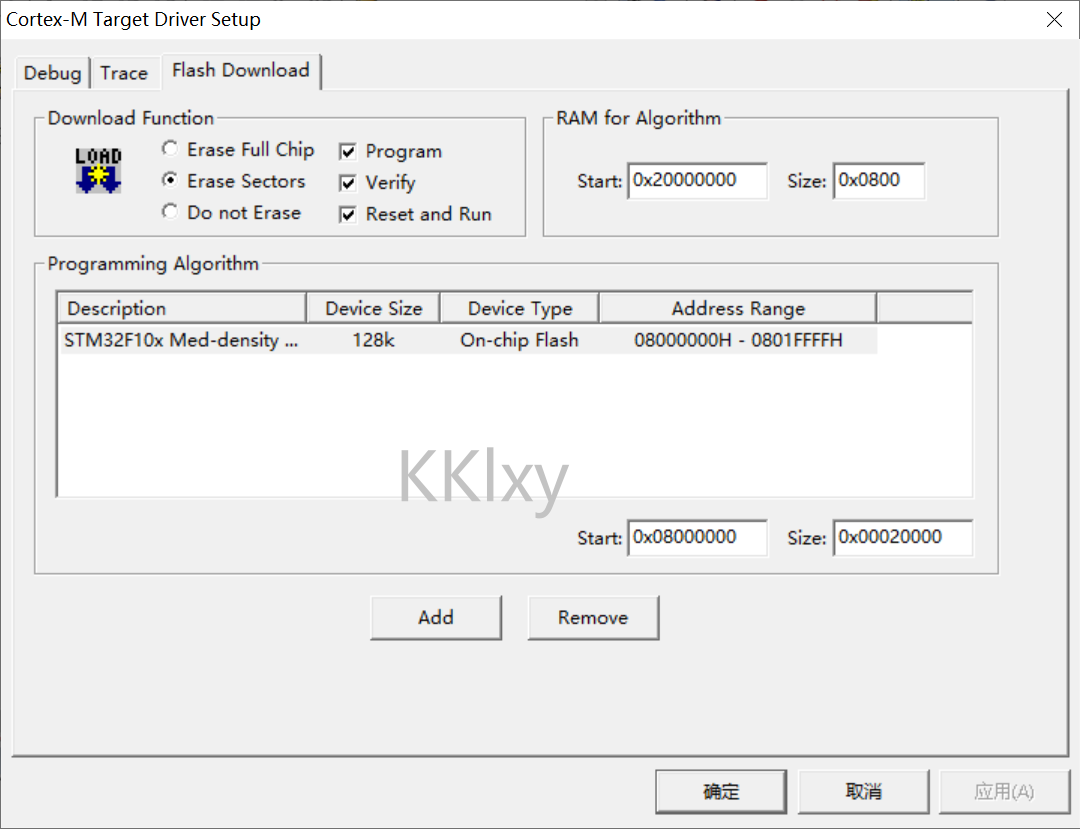 Cortex-M Target Driver Setup
Debug Trace Flash Download
Download Function
LOAD
Erase Full Chip
Erase Sectors
Do not Erase
Program
Verify
Reset and Run
RAM for Algorithm
Start: 0x20000000 Size: 0x0800
Programming Algorithm
Description Device Size Device Type Address Range
STM32F10x Med-density ... 128k On-chip Flash 08000000H - 0801FFFFH
KKlxy
Start: 0x08000000 Size: 0x00020000
Add Remove
确定 取消 应用(A)